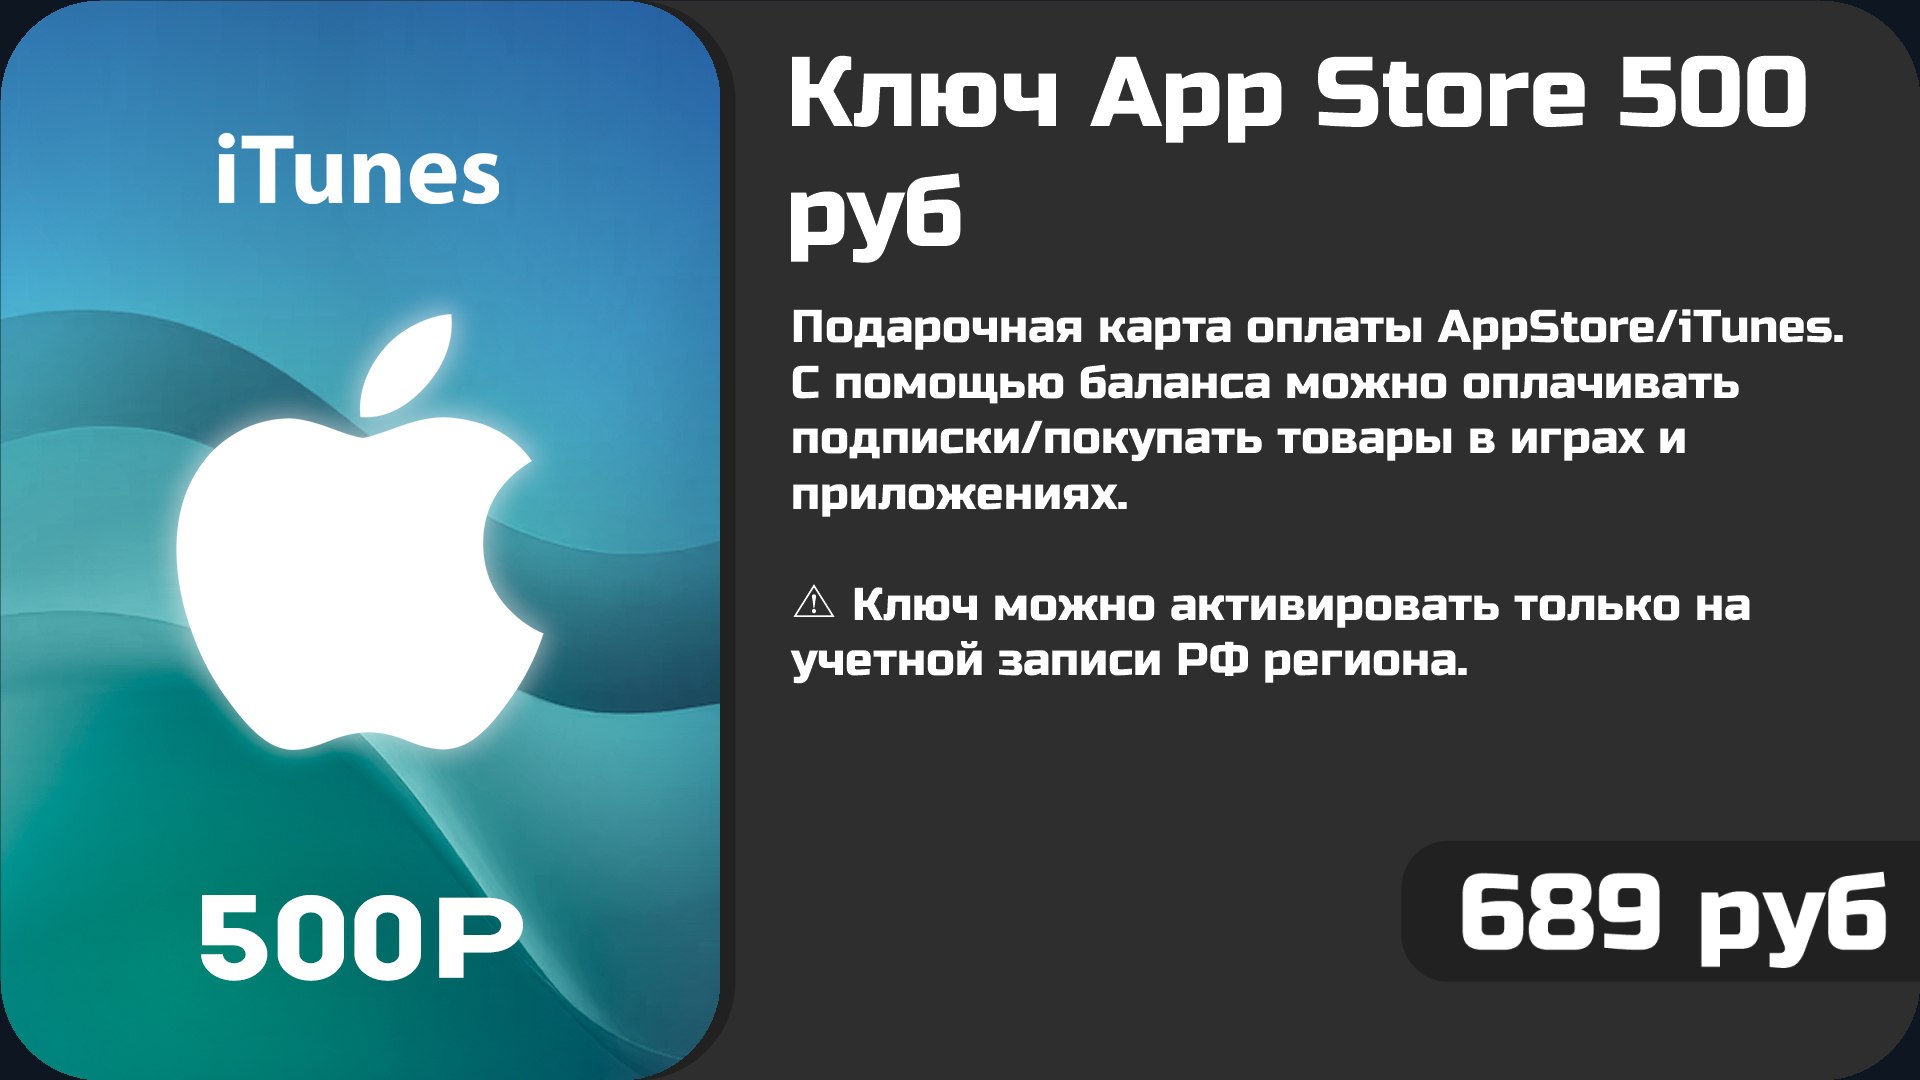 iTunes
500Р
Ключ App Store 500
руб
Подарочная карта оплаты AppStore/iTunes.
С помощью баланса можно оплачивать
подписки/покупать товары в играх и
приложениях.
⚠ Ключ можно активировать только на
учетной записи РФ региона.
689 руб